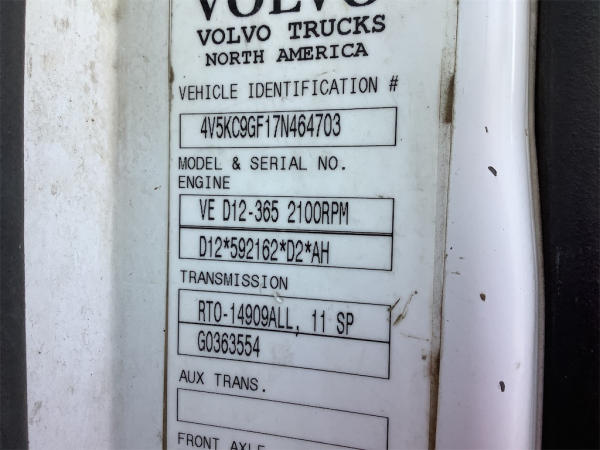 VOLVO
VOLVO TRUCKS
NORTH AMERICA
VEHICLE IDENTIFICATION #
4V5KC9GF17N464703
MODEL & SERIAL NO.
ENGINE
VE D12-365 2100RPM
D12*592162*D2*AH
TRANSMISSION
RTO-14909ALL, 11 SP
G0363554
AUX TRANS.
FRONT AXLE